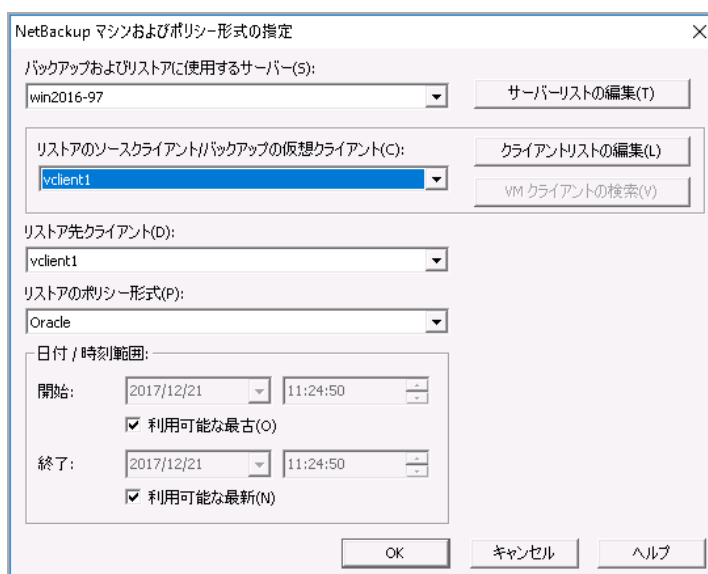 NetBackup マシンおよびポリシー形式の指定
バックアップおよびリストアに使用するサーバー(S):
win2016-97
サーバーリストの編集(T)
リストアのソースクライアント/バックアップの仮想クライアント(C):
クライアントリストの編集(L)
vclient1
VM クライアントの検索(V)
リストア先クライアント(D):
vclient1
リストアのポリシー形式(P):
Oracle
日付 / 時刻範囲:
開始: 2017/12/21 11:24:50
利用可能な最古(O)
終了: 2017/12/21 11:24:50
利用可能な最新(N)
OK キャンセル ヘルプ